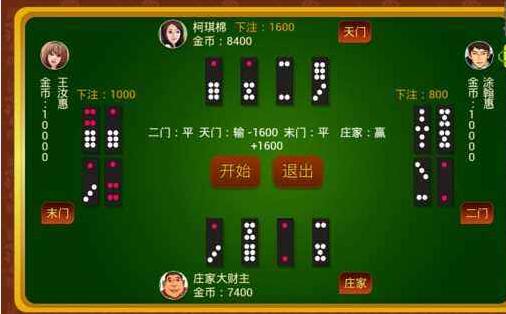 柯琪棉 下注：1600
金币：8400
天门
王汝惠
金币：10000
下注：1000
下注：800
涂翰惠
金币：10000
二门：平 天门：输 -1600 末门：平 庄家：赢
+1600
开始
退出
末门
二门
庄家大财主
金币：7400
庄家